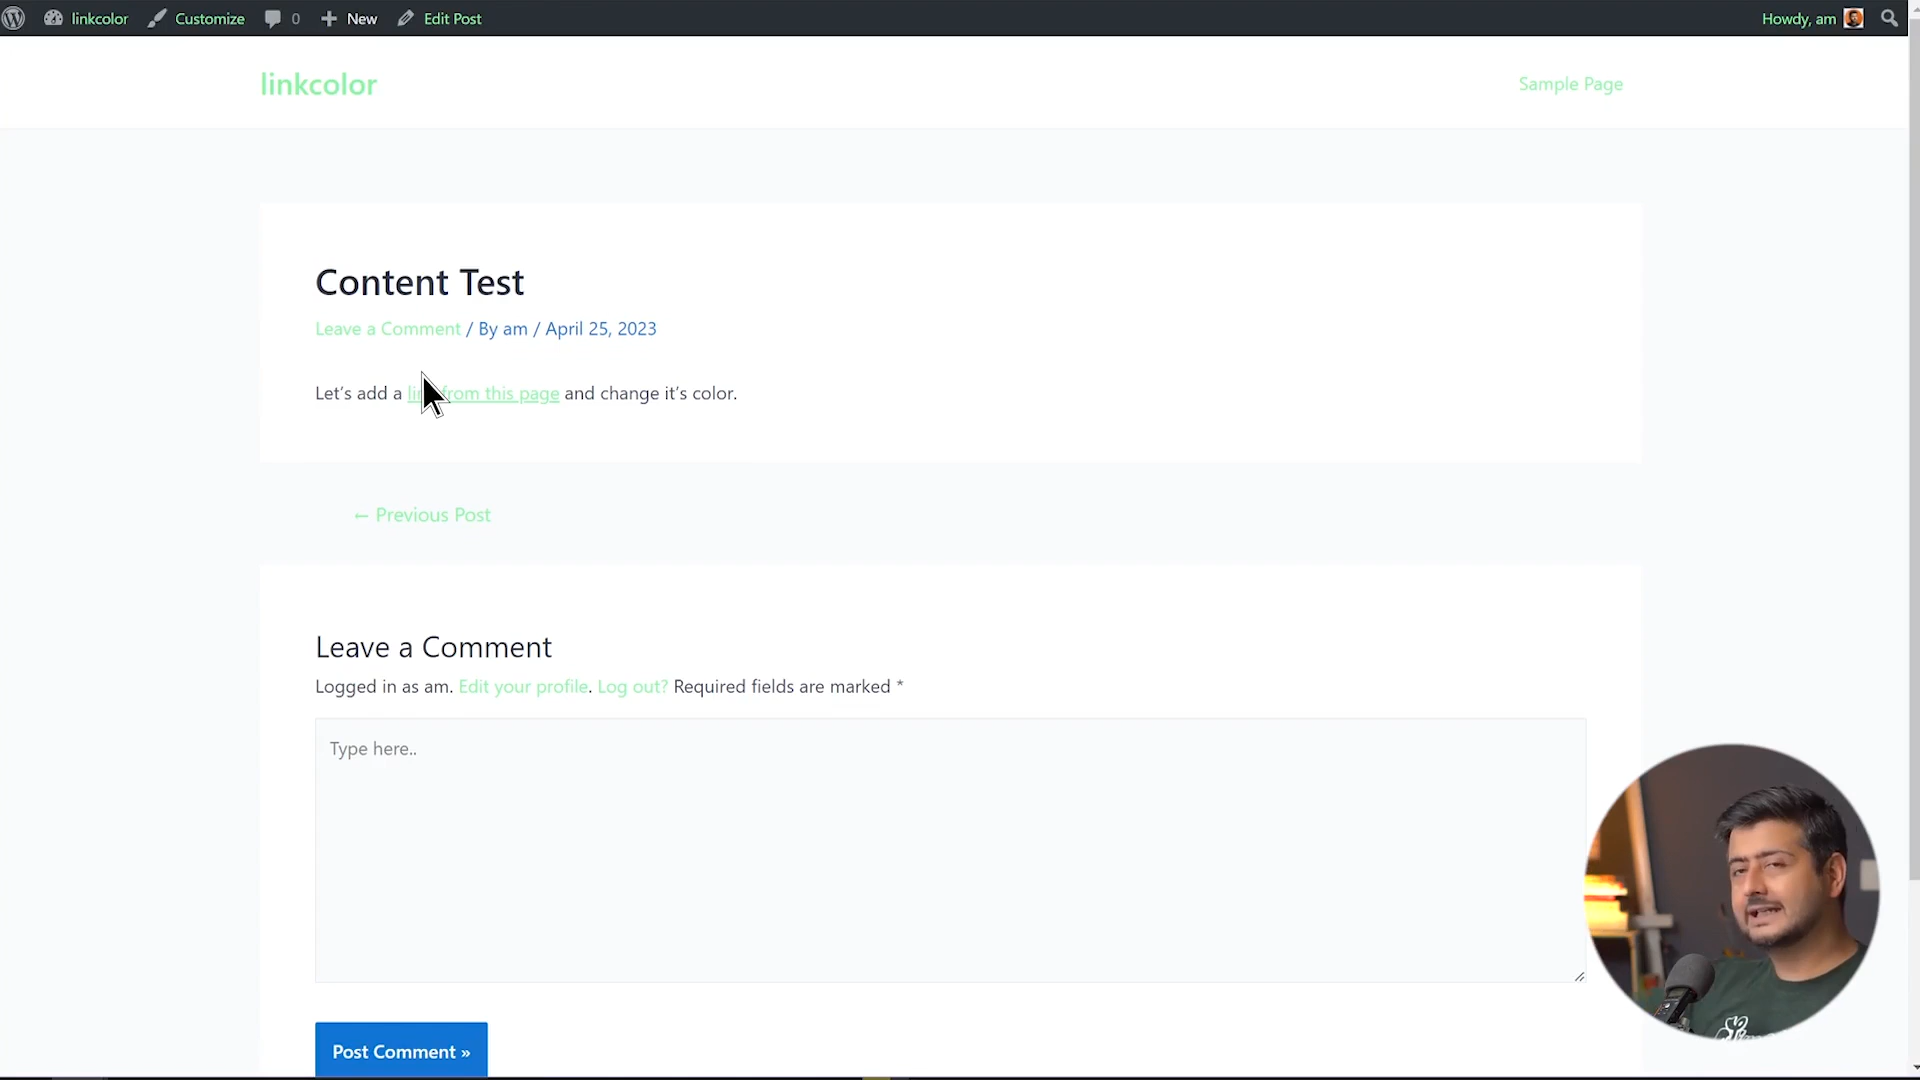 linkcolor Customize 0 New Edit Post Howdy, am
linkcolor Sample Page
Content Test
Leave a Comment / By am / April 25, 2023
Let’s add a link from this page and change it’s color.
← Previous Post
Leave a Comment
Logged in as am. Edit your profile. Log out? Required fields are marked *
Type here..
Post Comment »